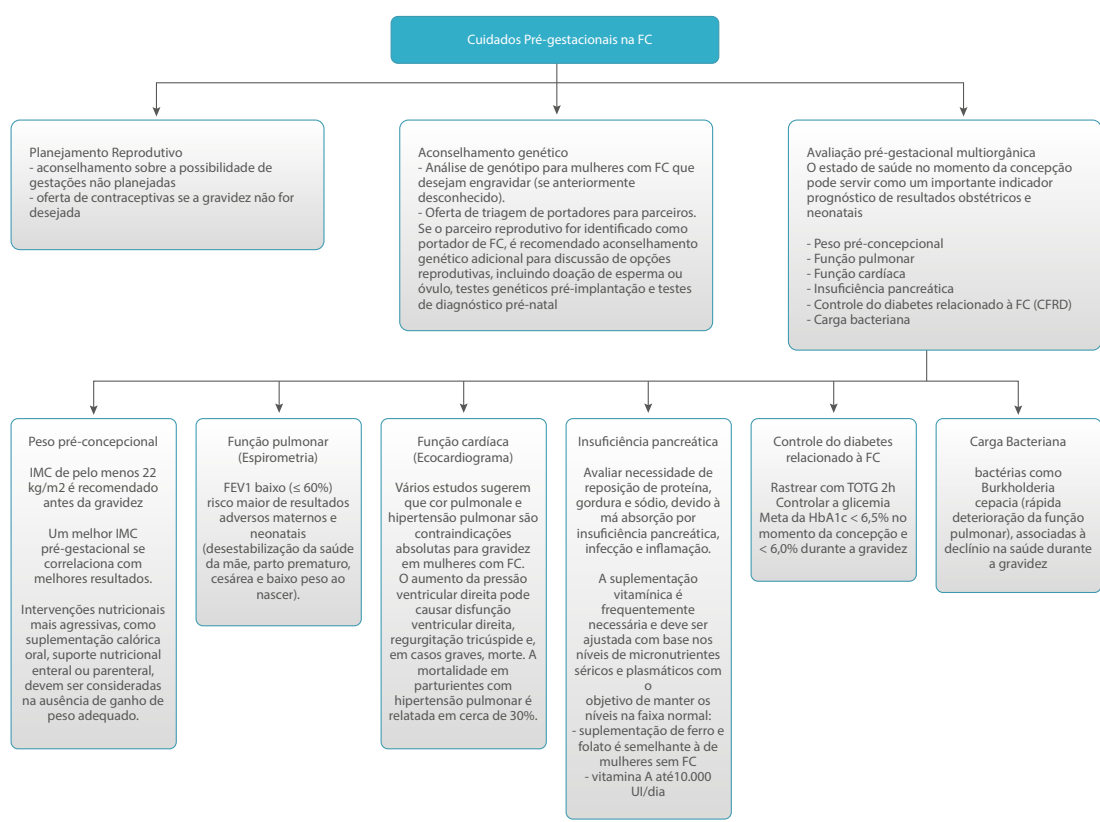 Cuidados Pré-gestacionais na FC
Planejamento Reprodutivo
- aconselhamento sobre a possibilidade de
gestações não planejadas
- oferta de contraceptivas se a gravidez não for
desejada
Aconselhamento genético
- Análise de genótipo para mulheres com FC que
desejam engravidar (se anteriormente
desconhecido).
- Oferta de triagem de portadores para parceiros.
Se o parceiro reprodutivo for identificado como
portador de FC, é recomendado aconselhamento
genético adicional para discussão de opções
reprodutivas, incluindo doação de esperma ou
óvulo, testes genéticos pré-implantação e testes
de diagnóstico pré-natal
Avaliação pré-gestacional multiorgânica
O estado de saúde no momento da concepção
pode servir como um importante indicador
prognóstico de resultados obstétricos e
neonatais
- Peso pré-concepcional
- Função pulmonar
- Função cardíaca
- Insuficiência pancreática
- Controle do diabetes relacionado à FC (CFRD)
- Carga bacteriana
Peso pré-concepcional
IMC de pelo menos 22
kg/m2 é recomendado
antes da gravidez
Um melhor IMC
pré-gestacional se
correlaciona com
melhores resultados.
Intervenções nutricionais
mais agressivas, como
suplementação calórica
oral, suporte nutricional
enteral ou parenteral,
devem ser consideradas
na ausência de ganho de
peso adequado.
Função pulmonar
(Espirometria)
FEV1 baixo (≤ 60%)
risco maior de resultados
adversos maternos e
neonatais
(desestabilização da saúde
da mãe, parto prematuro,
cesárea e baixo peso ao
nascer).
Função cardíaca
(Ecocardiograma)
Vários estudos sugerem
que cor pulmonale e
hipertensão pulmonar são
contraindicações
absolutas para gravidez
em mulheres com FC.
O aumento da pressão
ventricular direita pode
causar disfunção
ventricular direita,
regurgitação tricúspide e,
em casos graves, morte. A
mortalidade em
parturientes com
hipertensão pulmonar é
relatada em cerca de 30%.
Insuficiência pancreática
Avaliar necessidade de
reposição de proteína,
gordura e sódio, devido à
má absorção por
insuficiência pancreática,
infecção e inflamação.
A suplementação
vitamínica é
frequentemente
necessária e deve ser
ajustada com base nos
níveis de micronutrientes
séricos e plasmáticos com
o
objetivo de manter os
níveis na faixa normal:
- suplementação de ferro e
folato é semelhante à de
mulheres sem FC
- vitamina A até10.000
UI/dia
Controle do diabetes
relacionado à FC
Rastrear com TOTG 2h
Controlar a glicemia
Meta da HbA1c < 6,5% no
momento da concepção e
< 6,0% durante a gravidez
Carga Bacteriana
bactérias como
Burkholderia
cepacia (rápida
deterioração da função
pulmonar), associadas à
declínio na saúde durante
a gravidez